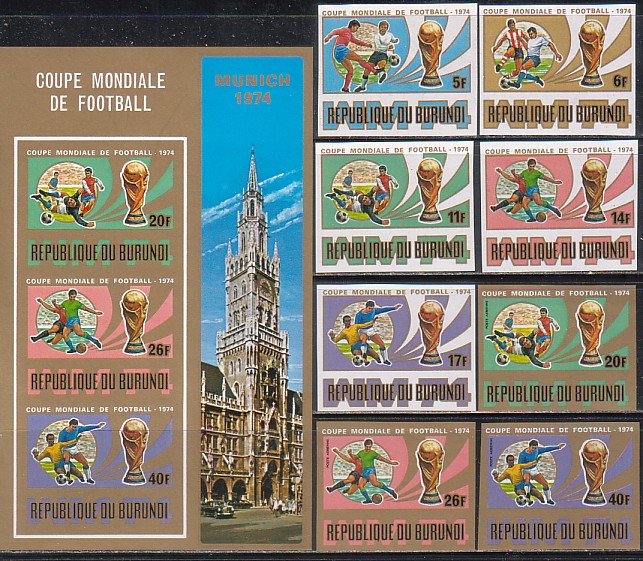 COUPE MONDIALE
DE FOOTBALL
MUNICH
1974
COUPE MONDIALE DE FOOTBALL - 1974
20F
REPUBLIQUE DU BURUNDI
COUPE MONDIALE DE FOOTBALL - 1974
26F
REPUBLIQUE DU BURUNDI
COUPE MONDIALE DE FOOTBALL - 1974
40F
REPUBLIQUE DU BURUNDI
COUPE MONDIALE DE FOOTBALL - 1974
5F
REPUBLIQUE DU BURUNDI
COUPE MONDIALE DE FOOTBALL - 1974
6F
REPUBLIQUE DU BURUNDI
COUPE MONDIALE DE FOOTBALL - 1974
11F
REPUBLIQUE DU BURUNDI
COUPE MONDIALE DE FOOTBALL - 1974
14F
REPUBLIQUE DU BURUNDI
COUPE MONDIALE DE FOOTBALL - 1974
17F
REPUBLIQUE DU BURUNDI
COUPE MONDIALE DE FOOTBALL - 1974
20F
REPUBLIQUE DU BURUNDI
COUPE MONDIALE DE FOOTBALL - 1974
26F
REPUBLIQUE DU BURUNDI
COUPE MONDIALE DE FOOTBALL - 1974
40F
REPUBLIQUE DU BURUNDI